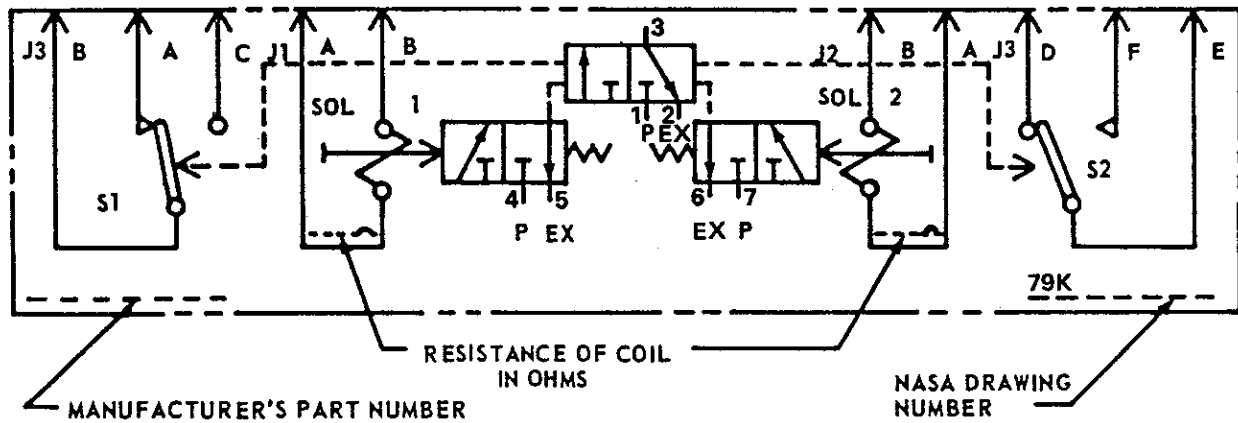 3
J3 B A C J1 A B J2 B A J3 D F E
SOL 1 1 2 SOL 2
P EX
S1 S2
4 5 6 7
P EX EX P
79K
RESISTANCE OF COIL
IN OHMS
NASA DRAWING
NUMBER
MANUFACTURER'S PART NUMBER